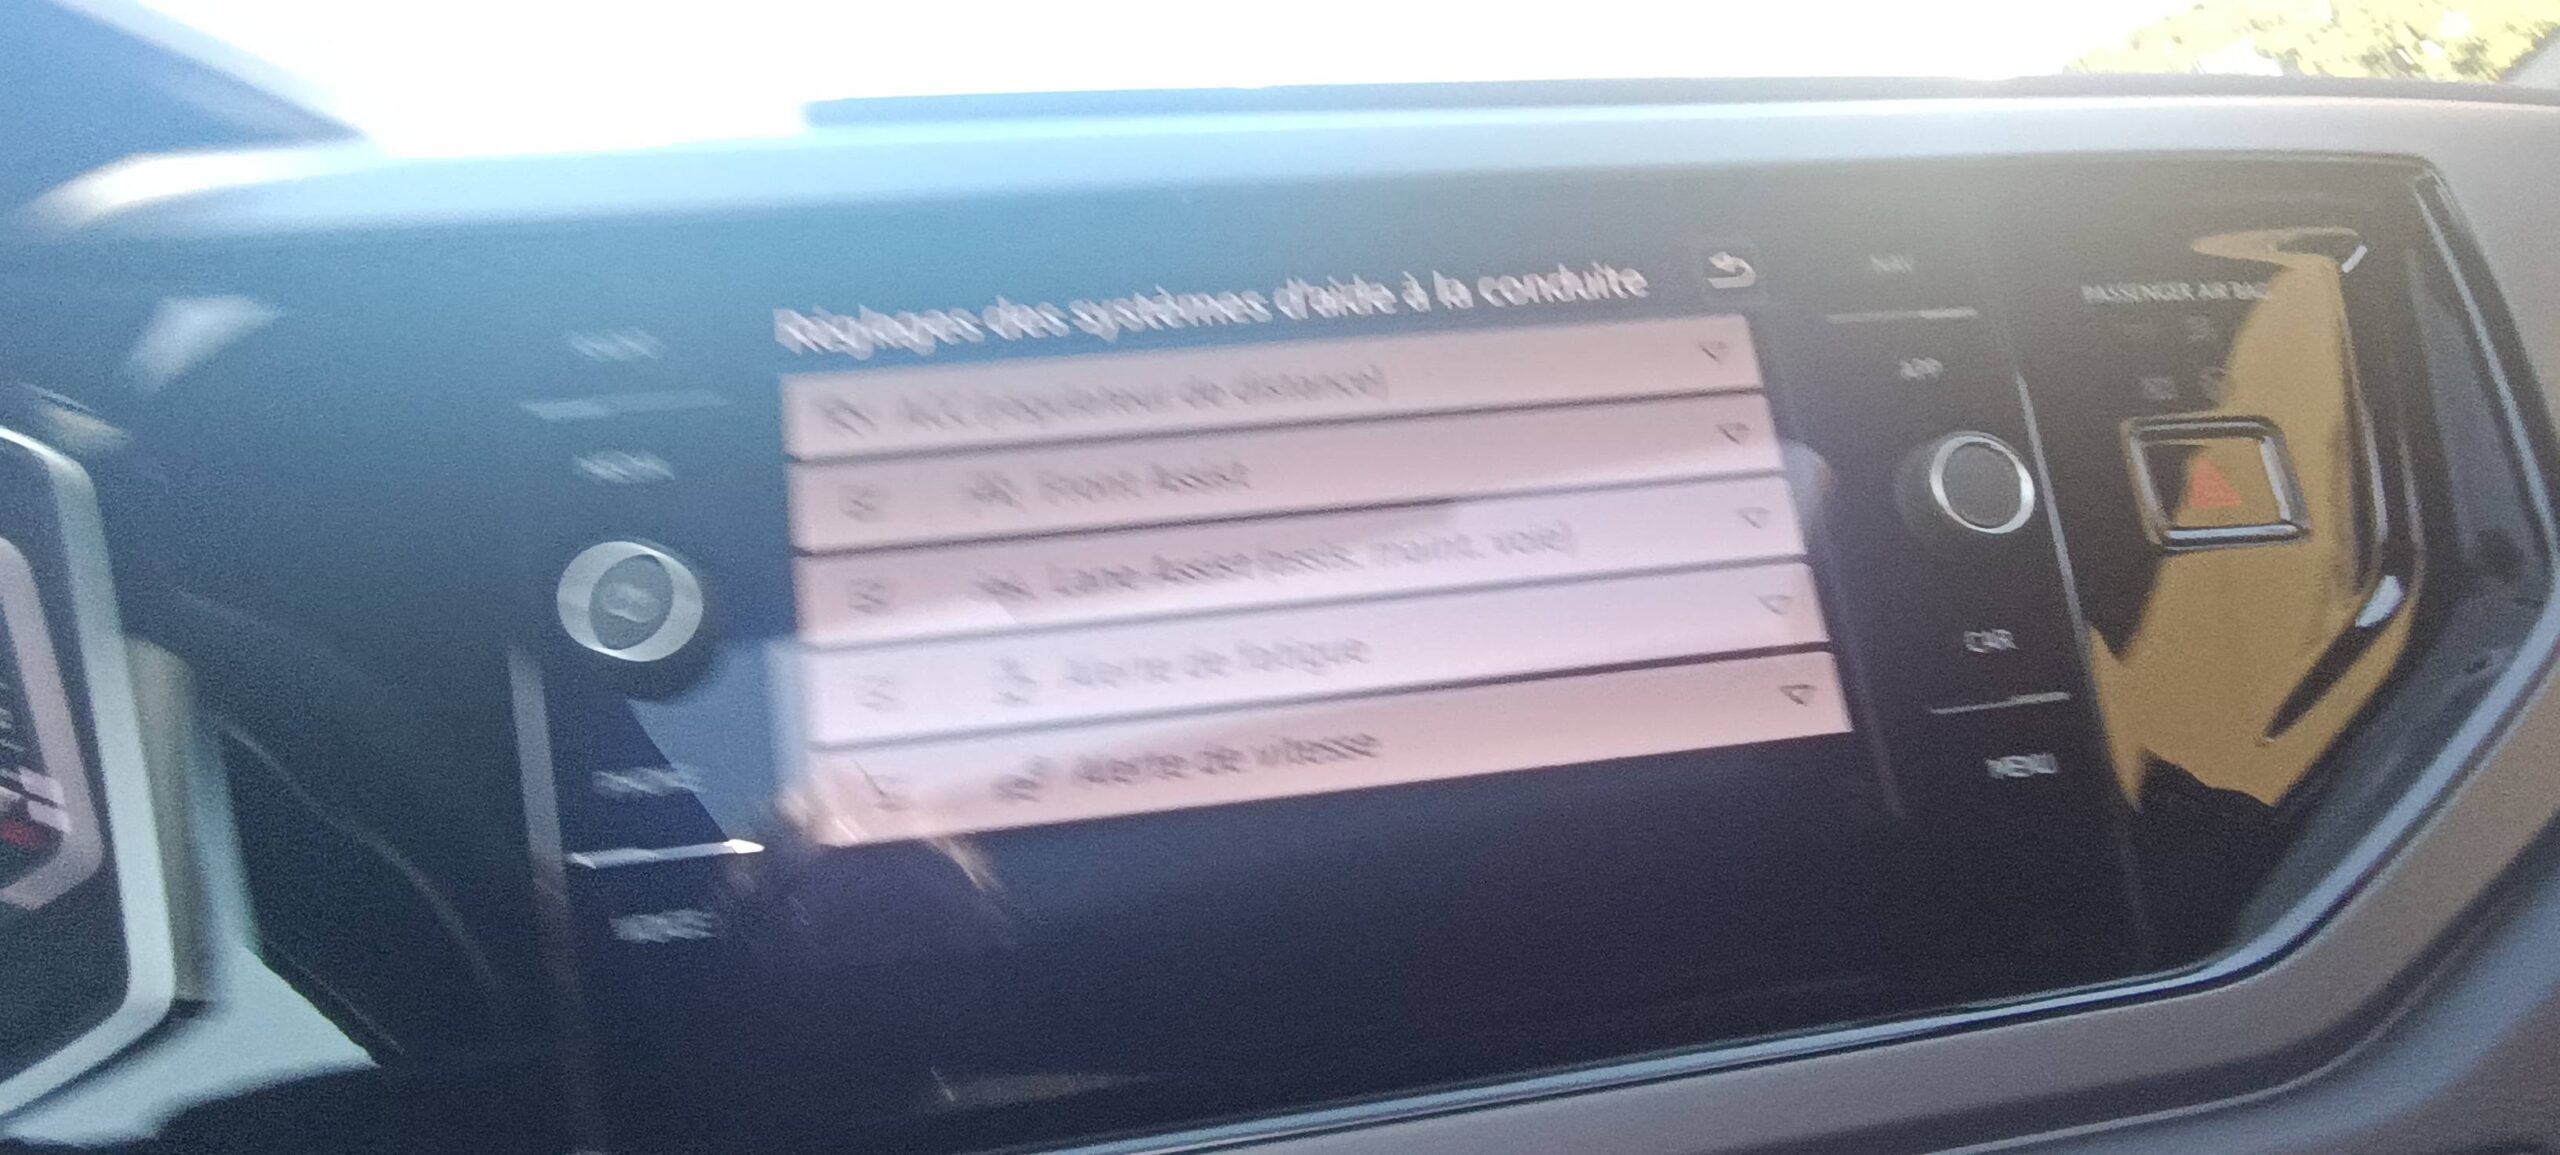 Réglages des systèmes d'aide à la conduite
ACC (régulateur de distance)
Front Assist
Lane Assist (assis. maint. voie)
Alerte de fatigue
Alerte de vitesse
NAV
APP
CAR
MENU
PASSENGER AIR BAG